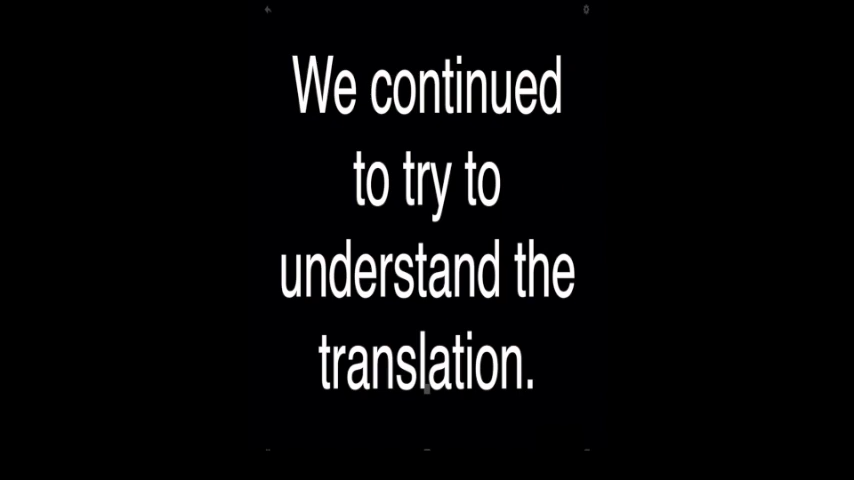 We continued
to try to
understand the
translation.